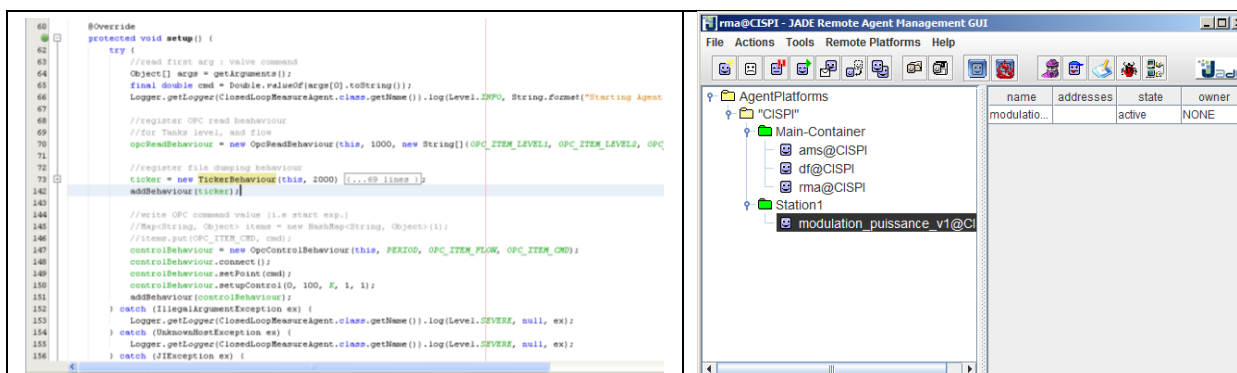 60 @Override
protected void setup() {
62 try {
63 //read first arg : valve command
64 Object[] args = getArguments();
65 final double cmd = Double.valueOf(args[0].toString());
66 Logger.getLogger(ClosedLoopMeasureAgent.class.getName()).log(Level.INFO, String.format("Starting Agent
67
68 //register OPC read beahaviour
69 //for Tanks level, and flow
70 opcReadBehaviour = new OpcReadBehaviour(this, 1000, new String[]{OPC_ITEM_LEVEL1, OPC_ITEM_LEVEL2, OPC_
71
72 //register file dumping behaviour
73 ticker = new TickerBehaviour(this, 2000) {...69 lines };
142 addBehaviour(ticker);
143
144 //write OPC command value (i.e start exp.)
145 //Map<String, Object> items = new HashMap<String, Object>(1);
146 //items.put(OPC_ITEM_CMD, cmd);
147 controlBehaviour = new OpcControlBehaviour(this, PERIOD, OPC_ITEM_FLOW, OPC_ITEM_CMD);
148 controlBehaviour.connect();
149 controlBehaviour.setPoint(cmd);
150 controlBehaviour.setupControl(0, 100, K, 1, 1);
151 addBehaviour(controlBehaviour);
152 } catch (IllegalArgumentException ex) {
153 Logger.getLogger(ClosedLoopMeasureAgent.class.getName()).log(Level.SEVERE, null, ex);
154 } catch (UnknownHostException ex) {
155 Logger.getLogger(ClosedLoopMeasureAgent.class.getName()).log(Level.SEVERE, null, ex);
156 } catch (JIException ex) {
rma@CISPI - JADE Remote Agent Management GUI
File Actions Tools Remote Platforms Help
Jad
AgentPlatforms
"CISPI"
Main-Container
ams@CISPI
df@CISPI
rma@CISPI
Station1
modulation_puissance_v1@CI
name addresses state owner
modulatio... active NONE